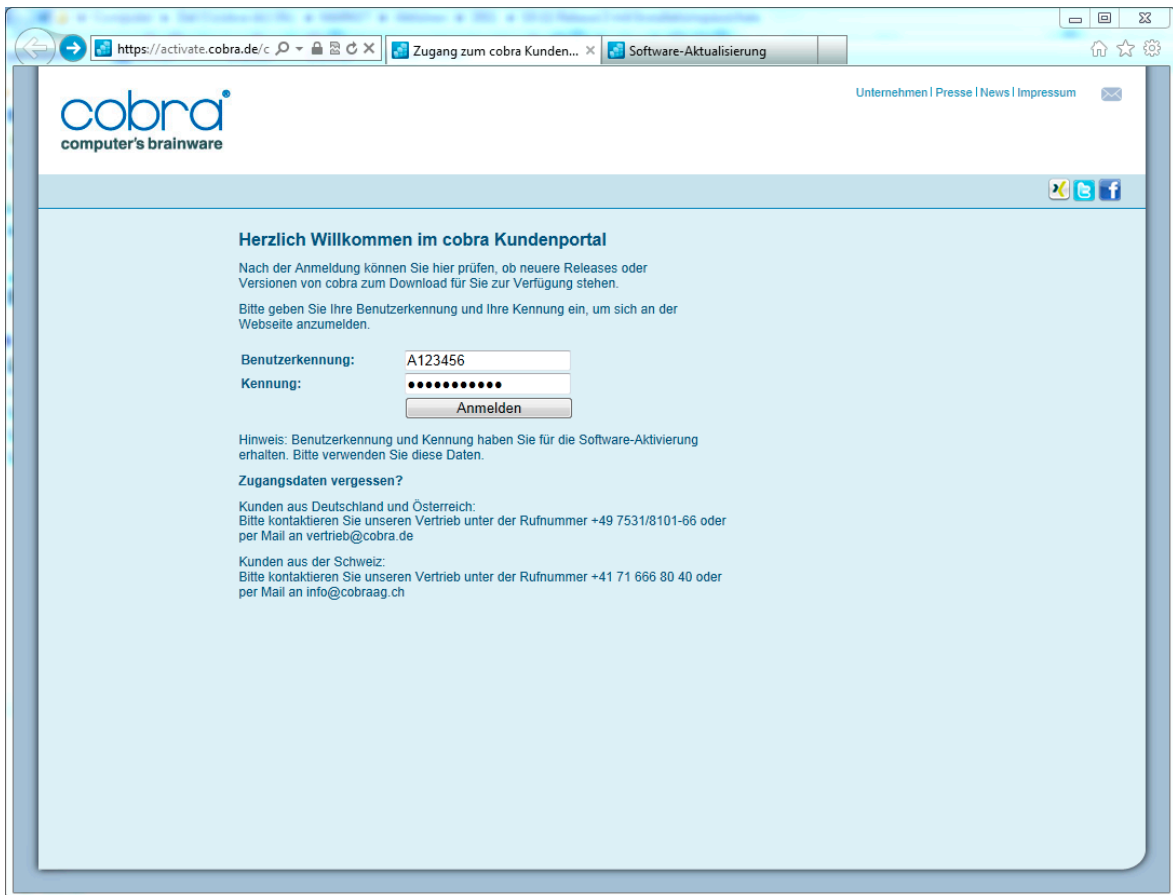 https://activate.cobra.de/c
Zugang zum cobra Kunden...
Software-Aktualisierung
cobra®
computer's brainware
Unternehmen | Presse | News | Impressum
Herzlich Willkommen im cobra Kundenportal
Nach der Anmeldung können Sie hier prüfen, ob neuere Releases oder
Versionen von cobra zum Download für Sie zur Verfügung stehen.
Bitte geben Sie Ihre Benutzerkennung und Ihre Kennung ein, um sich an der
Webseite anzumelden.
Benutzerkennung: A123456
Kennung: ●●●●●●●●●●●
Anmelden
Hinweis: Benutzerkennung und Kennung haben Sie für die Software-Aktivierung
erhalten. Bitte verwenden Sie diese Daten.
Zugangsdaten vergessen?
Kunden aus Deutschland und Österreich:
Bitte kontaktieren Sie unseren Vertrieb unter der Rufnummer +49 7531/8101-66 oder
per Mail an vertrieb@cobra.de
Kunden aus der Schweiz:
Bitte kontaktieren Sie unseren Vertrieb unter der Rufnummer +41 71 666 80 40 oder
per Mail an info@cobraag.ch